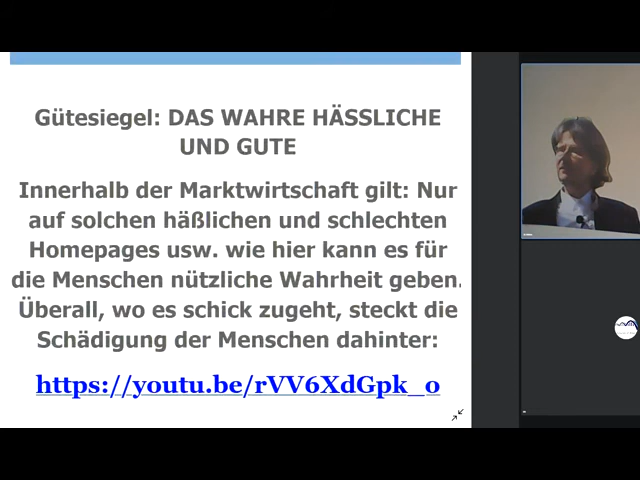 Gütesiegel: DAS WAHRE HÄSSLICHE
UND GUTE
Innerhalb der Marktwirtschaft gilt: Nur
auf solchen häßlichen und schlechten
Homepages usw. wie hier kann es für
die Menschen nützliche Wahrheit geben.
Überall, wo es schick zugeht, steckt die
Schädigung der Menschen dahinter:
https://youtu.be/rVV6XdGpk_o